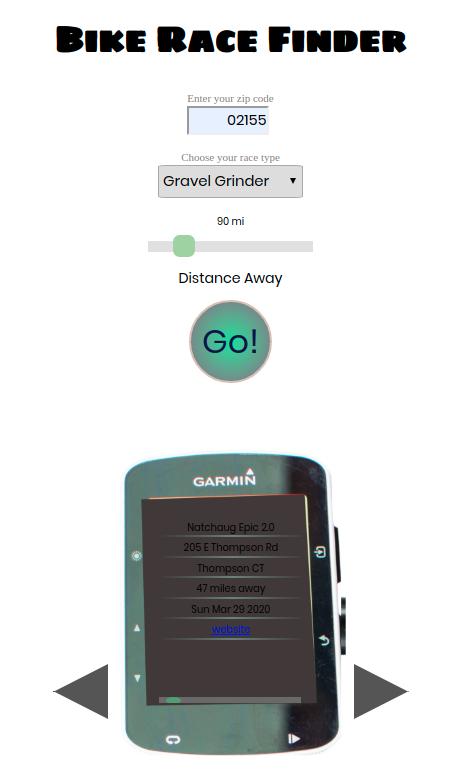 Bike Race Finder
Enter your zip code
02155
Choose your race type
Gravel Grinder
90 mi
Distance Away
Go!
GARMIN
Natchaug Epic 2.0
205 E Thompson Rd
Thompson CT
47 miles away
Sun Mar 29 2020
website